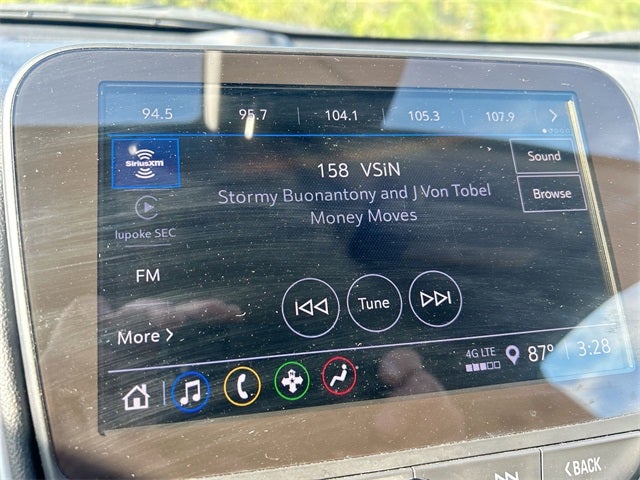 94.5 95.7 104.1 105.3 107.9 >
SiriusXM
158 VSiN
Stormy Buonantony and J Von Tobel
Money Moves
Sound
Browse
lupoke SEC
FM
Tune
More >
4G LTE
87° 3:28
<BACK